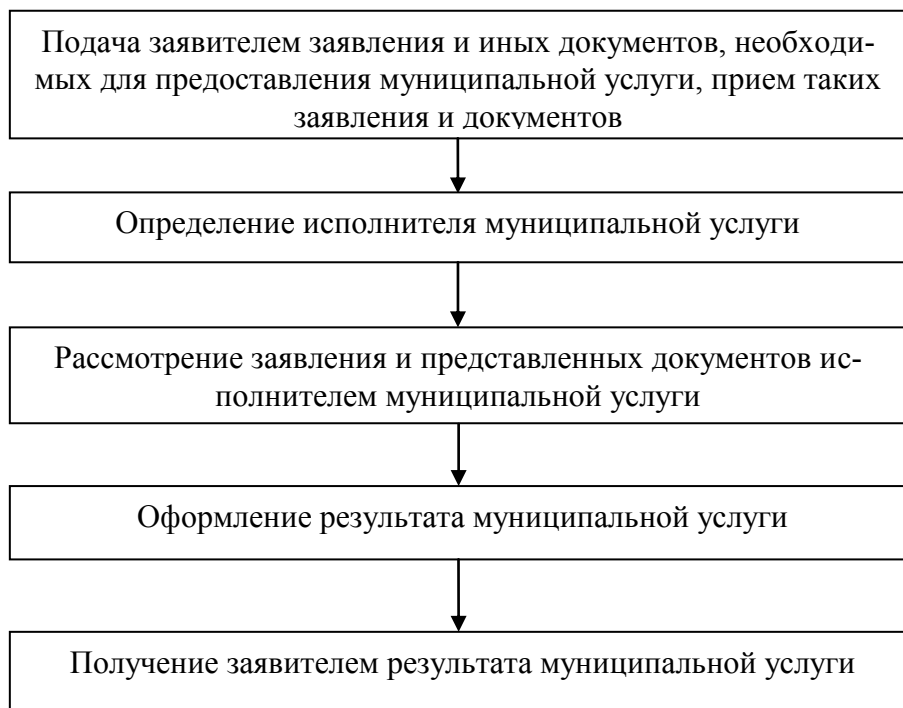 Подача заявителем заявления и иных документов, необходи-
мых для предоставления муниципальной услуги, прием таких
заявления и документов
Определение исполнителя муниципальной услуги
Рассмотрение заявления и представленных документов ис-
полнителем муниципальной услуги
Оформление результата муниципальной услуги
Получение заявителем результата муниципальной услуги